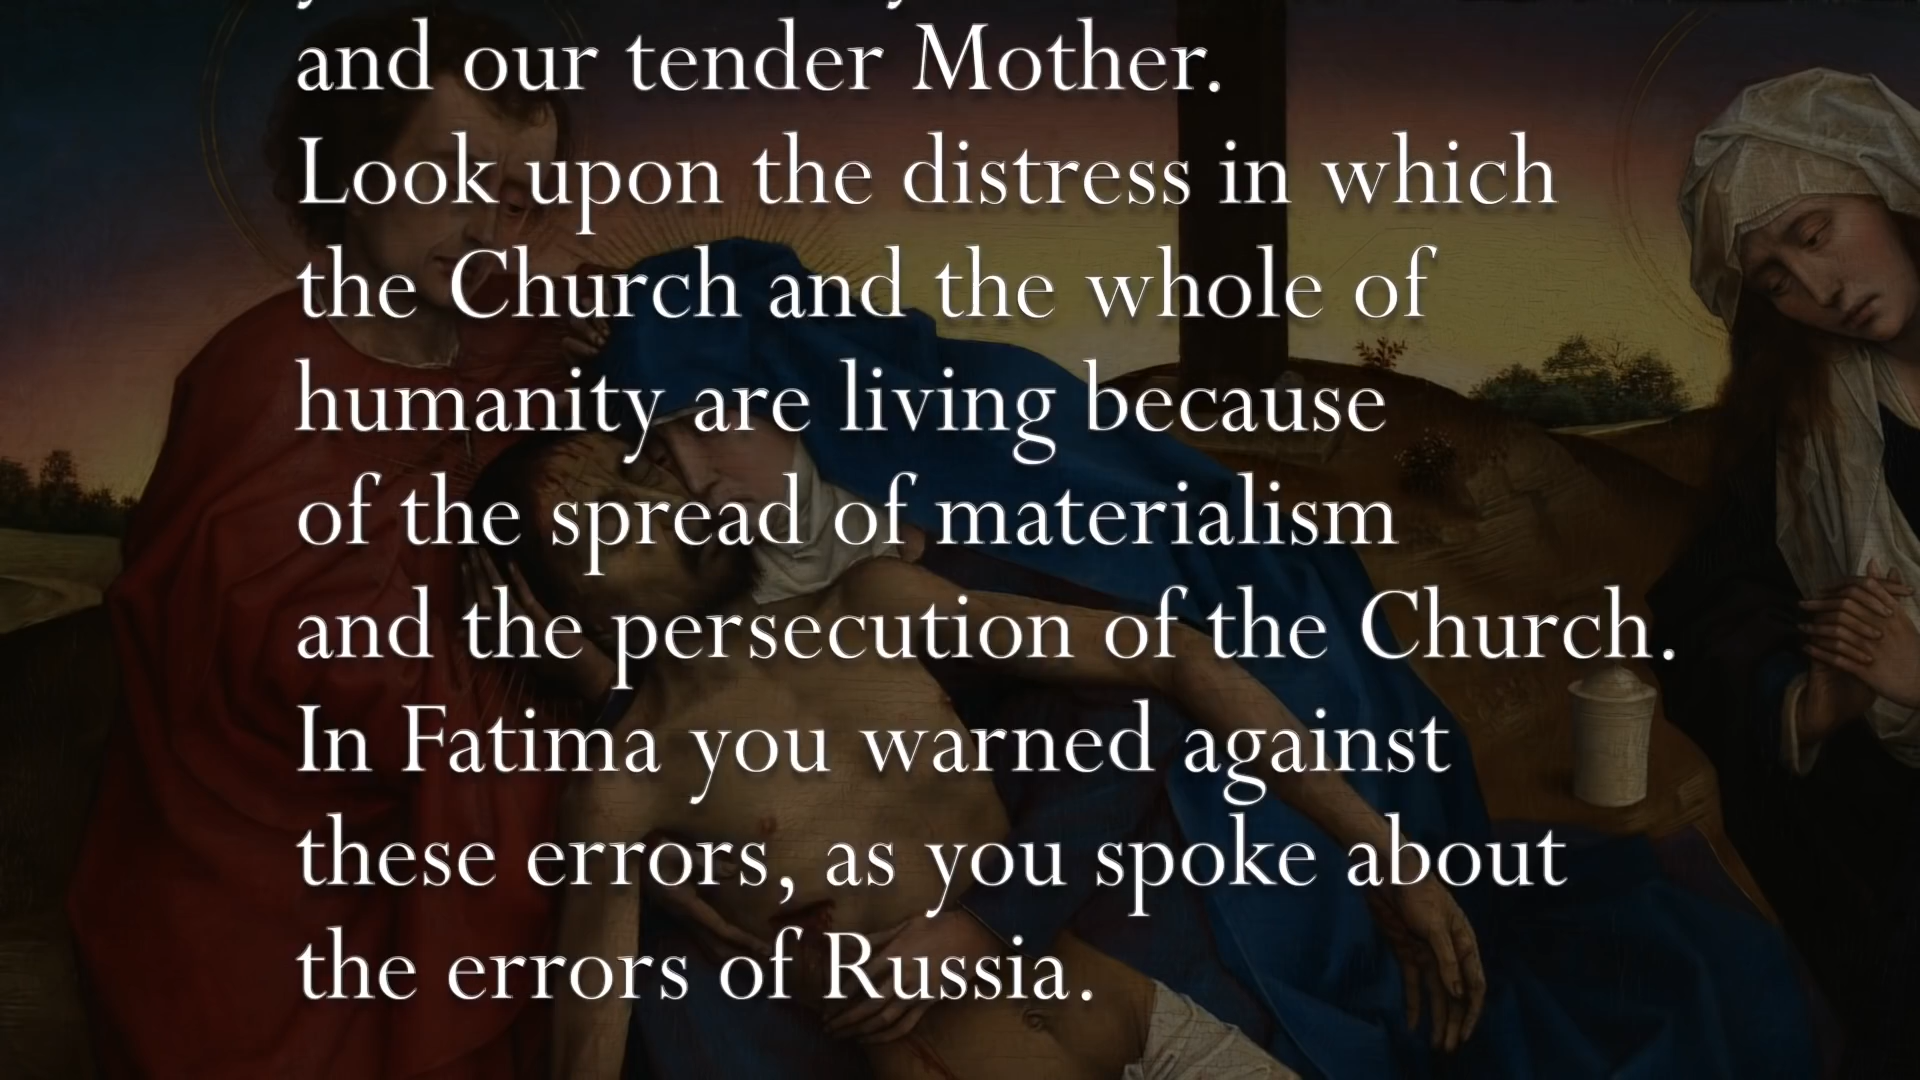 and our tender Mother.
Look upon the distress in which
the Church and the whole of
humanity are living because
of the spread of materialism
and the persecution of the Church.
In Fatima you warned against
these errors, as you spoke about
the errors of Russia.